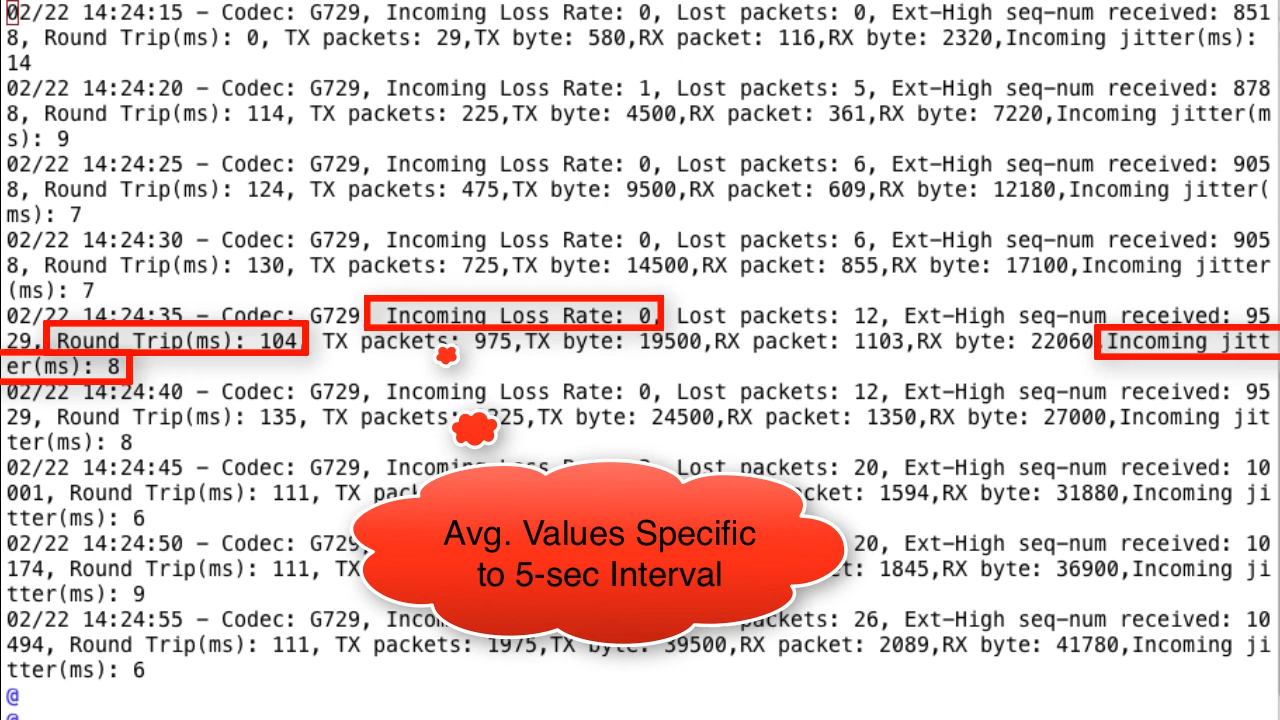 02/22 14:24:15 - Codec: G729, Incoming Loss Rate: 0, Lost packets: 0, Ext-High seq-num received: 851
8, Round Trip(ms): 0, TX packets: 29,TX byte: 580,RX packet: 116,RX byte: 2320,Incoming jitter(ms):
14
02/22 14:24:20 - Codec: G729, Incoming Loss Rate: 1, Lost packets: 5, Ext-High seq-num received: 878
8, Round Trip(ms): 114, TX packets: 225,TX byte: 4500,RX packet: 361,RX byte: 7220,Incoming jitter(m
s): 9
02/22 14:24:25 - Codec: G729, Incoming Loss Rate: 0, Lost packets: 6, Ext-High seq-num received: 905
8, Round Trip(ms): 124, TX packets: 475,TX byte: 9500,RX packet: 609,RX byte: 12180,Incoming jitter(
ms): 7
02/22 14:24:30 - Codec: G729, Incoming Loss Rate: 0, Lost packets: 6, Ext-High seq-num received: 905
8, Round Trip(ms): 130, TX packets: 725,TX byte: 14500,RX packet: 855,RX byte: 17100,Incoming jitter
(ms): 7
02/22 14:24:35 - Codec: G729, Incoming Loss Rate: 0, Lost packets: 12, Ext-High seq-num received: 95
29, Round Trip(ms): 104 TX packets: 975,TX byte: 19500,RX packet: 1103,RX byte: 22060,Incoming jitt
er(ms): 8
02/22 14:24:40 - Codec: G729, Incoming Loss Rate: 0, Lost packets: 12, Ext-High seq-num received: 95
29, Round Trip(ms): 135, TX packets: 225,TX byte: 24500,RX packet: 1350,RX byte: 27000,Incoming jit
ter(ms): 8
02/22 14:24:45 - Codec: G729, Incoming Loss Rate: Lost packets: 20, Ext-High seq-num received: 10
001, Round Trip(ms): 111, TX 1594,RX byte: 31880,Incoming ji
tter(ms): 6
02/22 14:24:50 - Codec: G729 20, Ext-High seq-num received: 10
174, Round Trip(ms): 111, 1845,RX byte: 36900,Incoming ji
tter(ms): 9
02/22 14:24:55 - Codec: G729, packets: 26, Ext-High seq-num received: 10
494, Round Trip(ms): 111, TX packets: 1975,TX byte: 39500,RX packet: 2089,RX byte: 41780,Incoming ji
tter(ms): 6
@
@
Avg. Values Specific
to 5-sec Interval